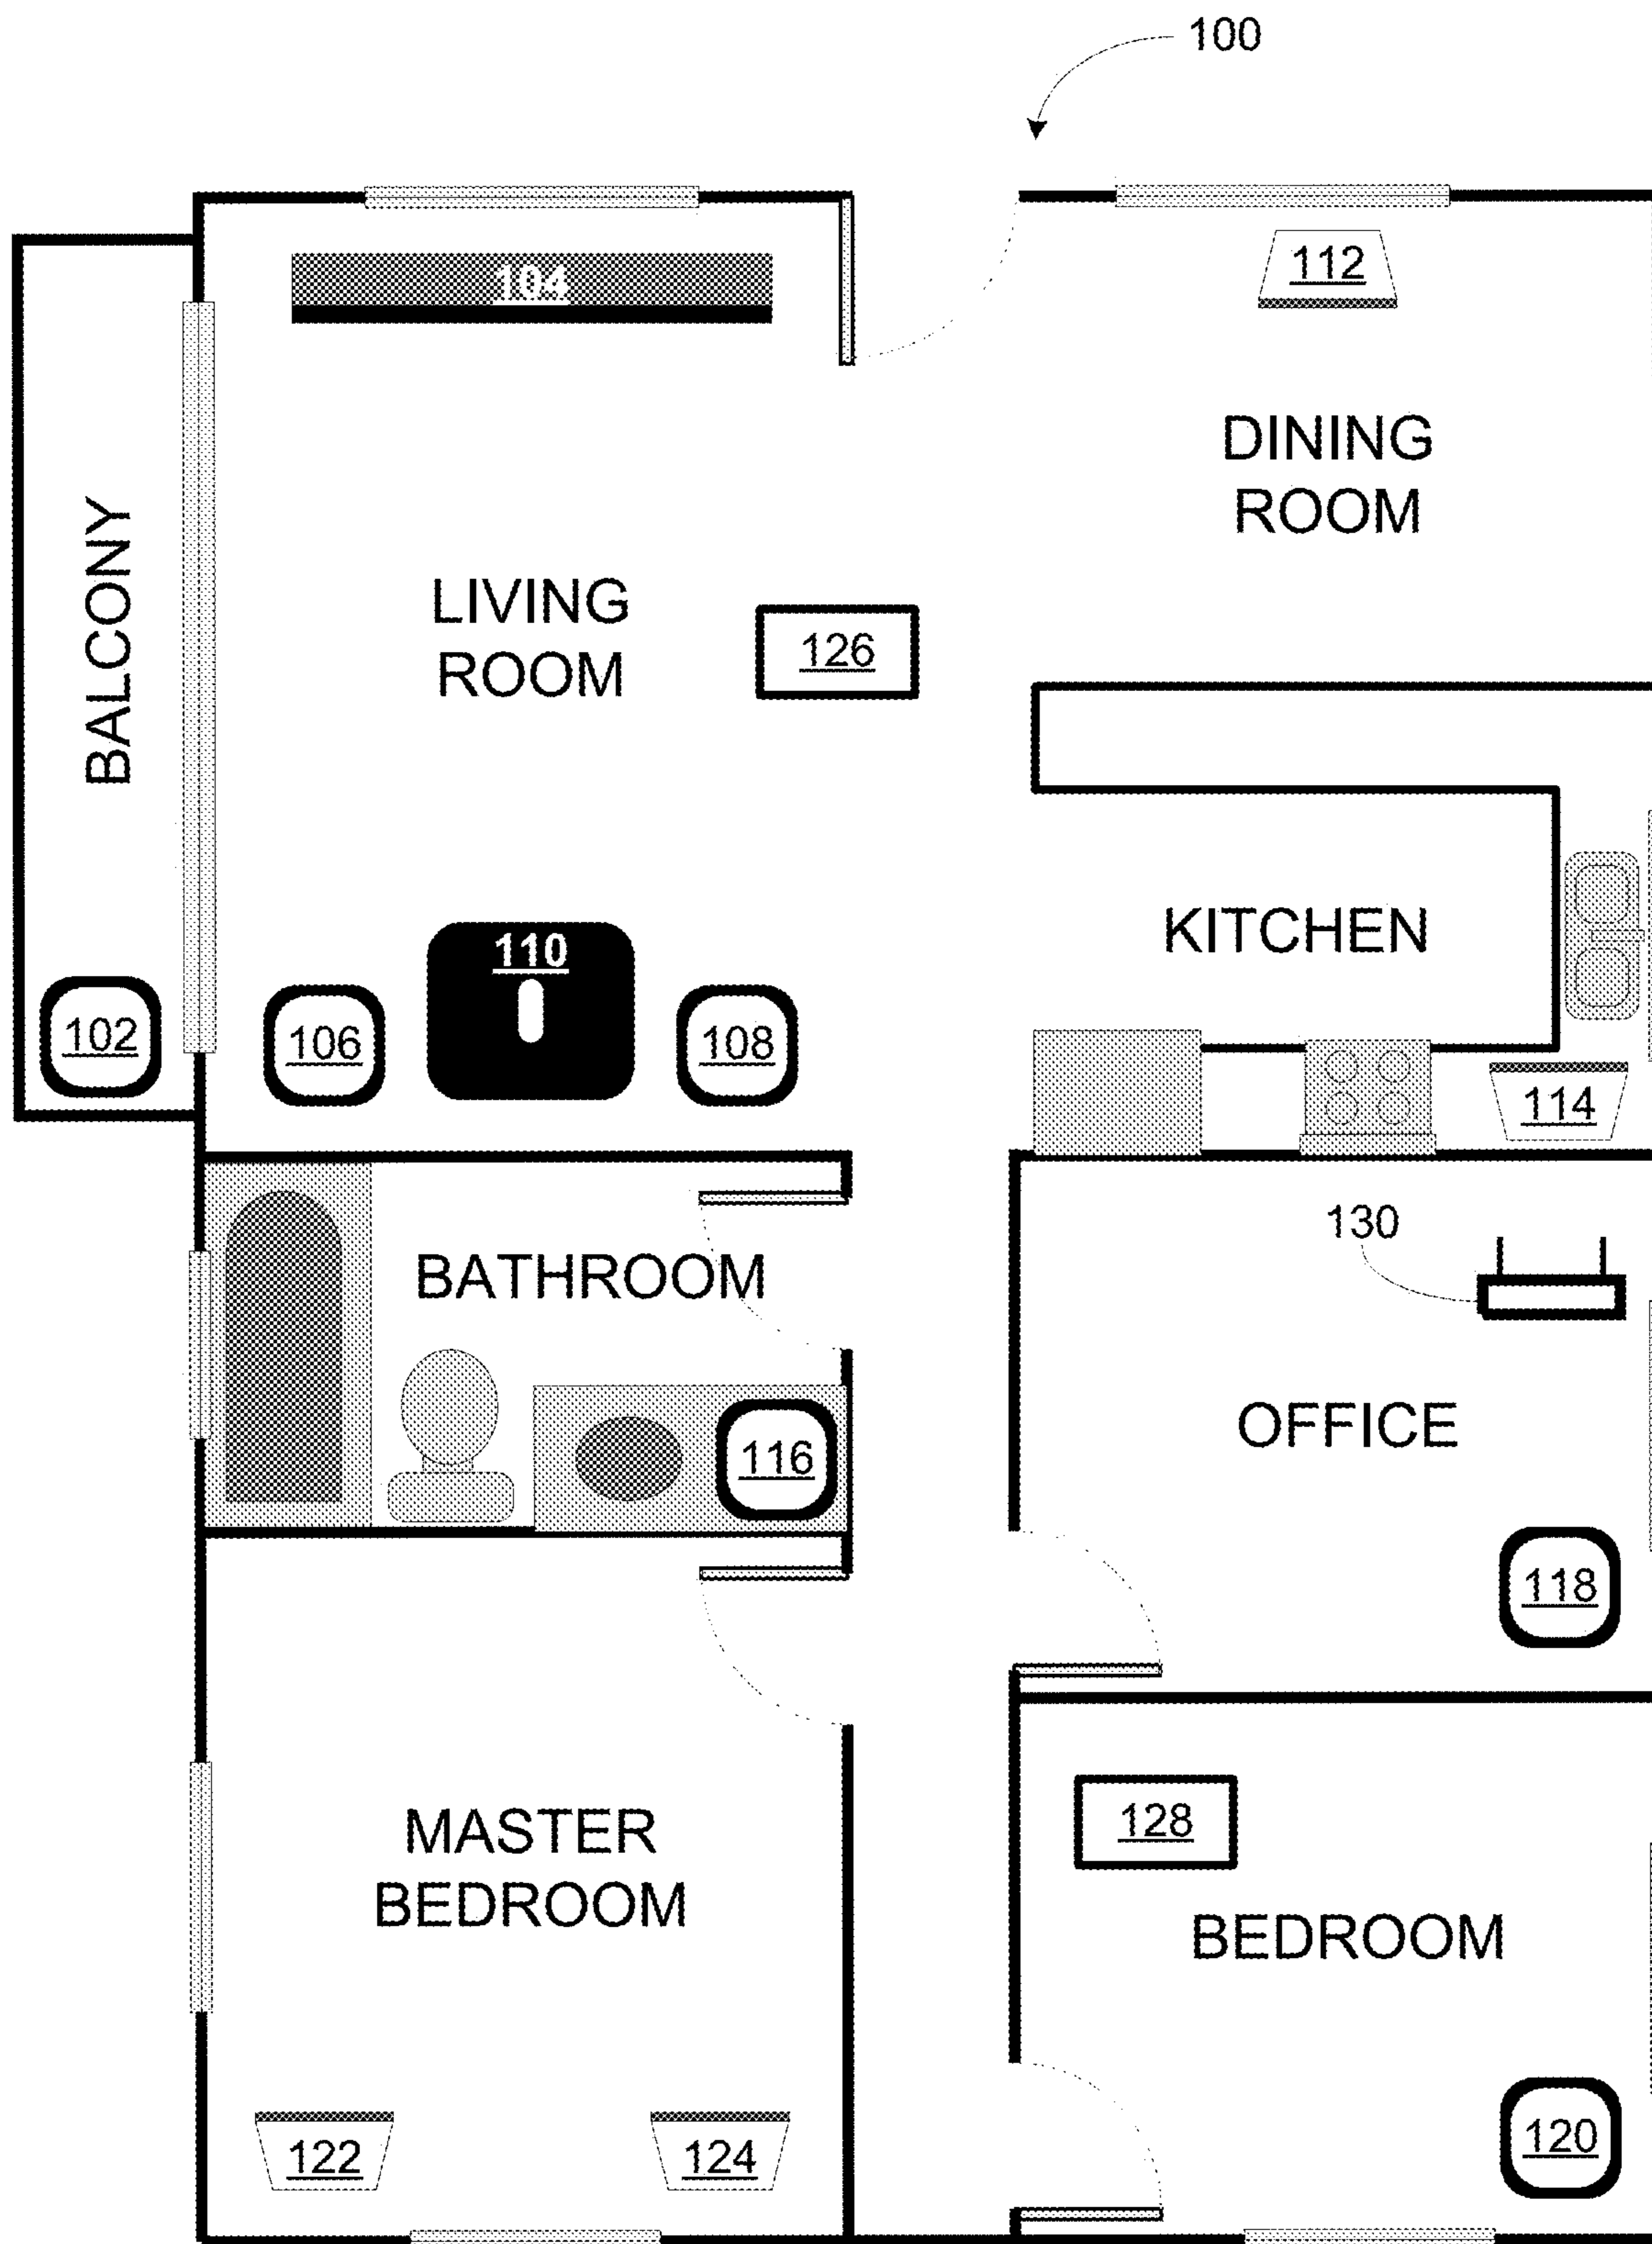 100
104
112
DINING
ROOM
BALCONY
LIVING
ROOM
126
KITCHEN
110
102
106
108
114
130
BATHROOM
OFFICE
116
118
128
MASTER
BEDROOM
BEDROOM
120
122
124